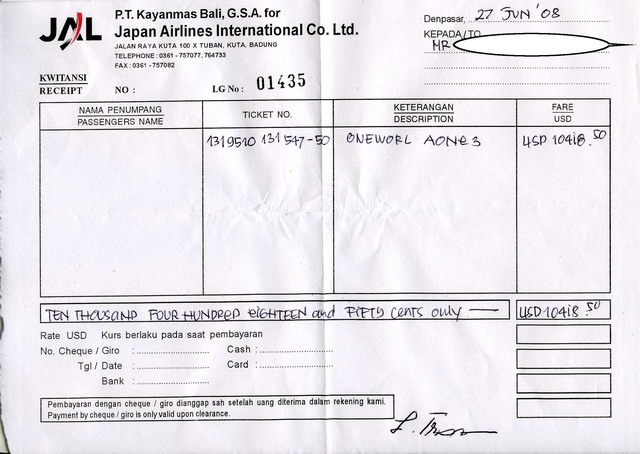 JAL
P.T. Kayanmas Bali, G.S.A. for
Japan Airlines International Co. Ltd.
JALAN RAYA KUTA 100 X TUBAN, KUTA, BADUNG
TELEPHONE : 0361 - 757077, 764733
FAX : 0361 - 757082
Denpasar, 27 JUN '08
KEPADA/TO
MR
KWITANSI
RECEIPT NO : LG No : 01435
NAMA PENUMPANG TICKET NO. KETERANGAN FARE
PASSENGERS NAME DESCRIPTION USD
1319510 131 547-50 ONEWORL AONE3 USD 10418.50
TEN THOUSAND FOUR HUNDRED EIGHTEEN and FIFTY CENTS only USD 10418.50
Rate USD Kurs berlaku pada saat pembayaran
No. Cheque / Giro : Cash :
Tgl / Date : Card :
Bank :
Pembayaran dengan cheque / giro dianggap sah setelah uang diterima dalam rekening kami.
Payment by cheque / giro is only valid upon clearance.